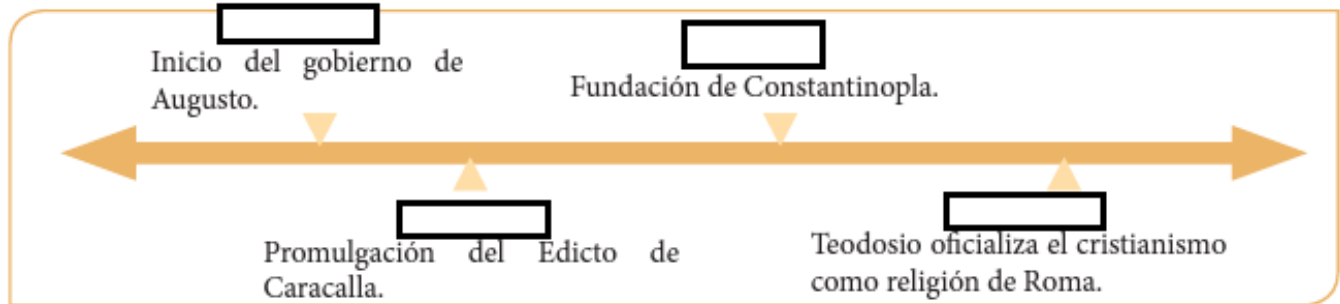 Inicio del gobierno de
Augusto.
Fundación de Constantinopla.
Promulgación del Edicto de
Caracalla.
Teodosio oficializa el cristianismo
como religión de Roma.